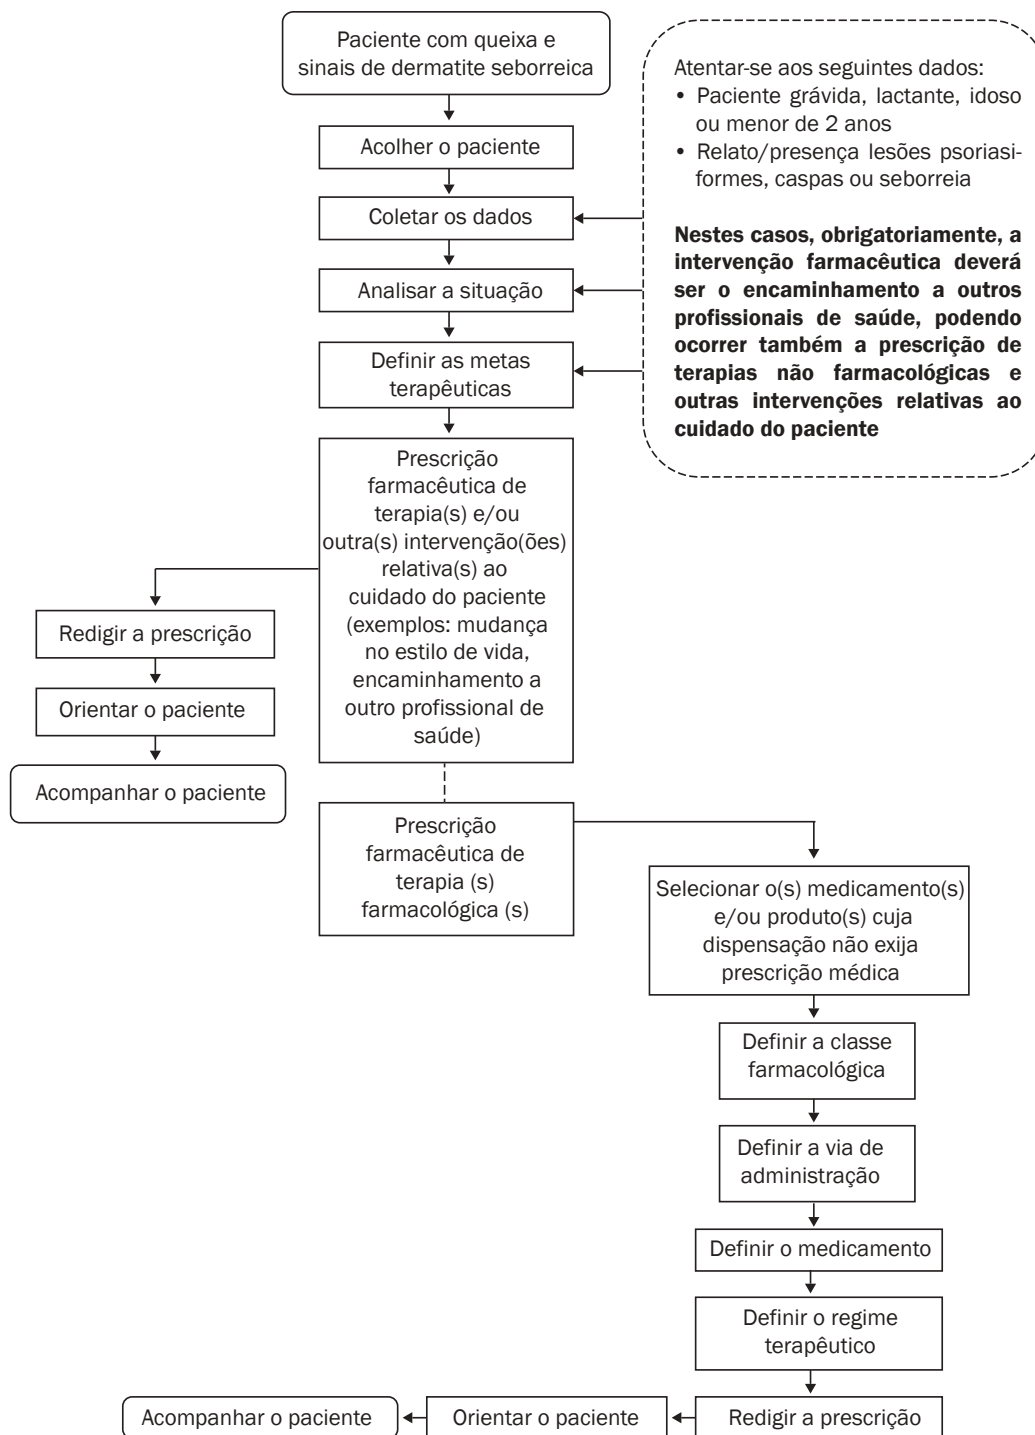 Paciente com queixa e
sinais de dermatite seborreica
Acolher o paciente
Coletar os dados
Analisar a situação
Definir as metas
terapêuticas
Atentar-se aos seguintes dados:
• Paciente grávida, lactante, idoso
ou menor de 2 anos
• Relato/presença lesões psoriasi-
formes, caspas ou seborreia
Nestes casos, obrigatoriamente, a
intervenção farmacêutica deverá
ser o encaminhamento a outros
profissionais de saúde, podendo
ocorrer também a prescrição de
terapias não farmacológicas e
outras intervenções relativas ao
cuidado do paciente
Prescrição
farmacêutica de
terapia(s) e/ou
outra(s) intervenção(ões)
relativa(s) ao
cuidado do paciente
(exemplos: mudança
no estilo de vida,
encaminhamento a
outro profissional de
saúde)
Redigir a prescrição
Orientar o paciente
Acompanhar o paciente
Prescrição
farmacêutica de
terapia (s)
farmacológica (s)
Selecionar o(s) medicamento(s)
e/ou produto(s) cuja
dispensação não exija
prescrição médica
Definir a classe
farmacológica
Definir a via de
administração
Definir o medicamento
Definir o regime
terapêutico
Redigir a prescrição
Orientar o paciente
Acompanhar o paciente